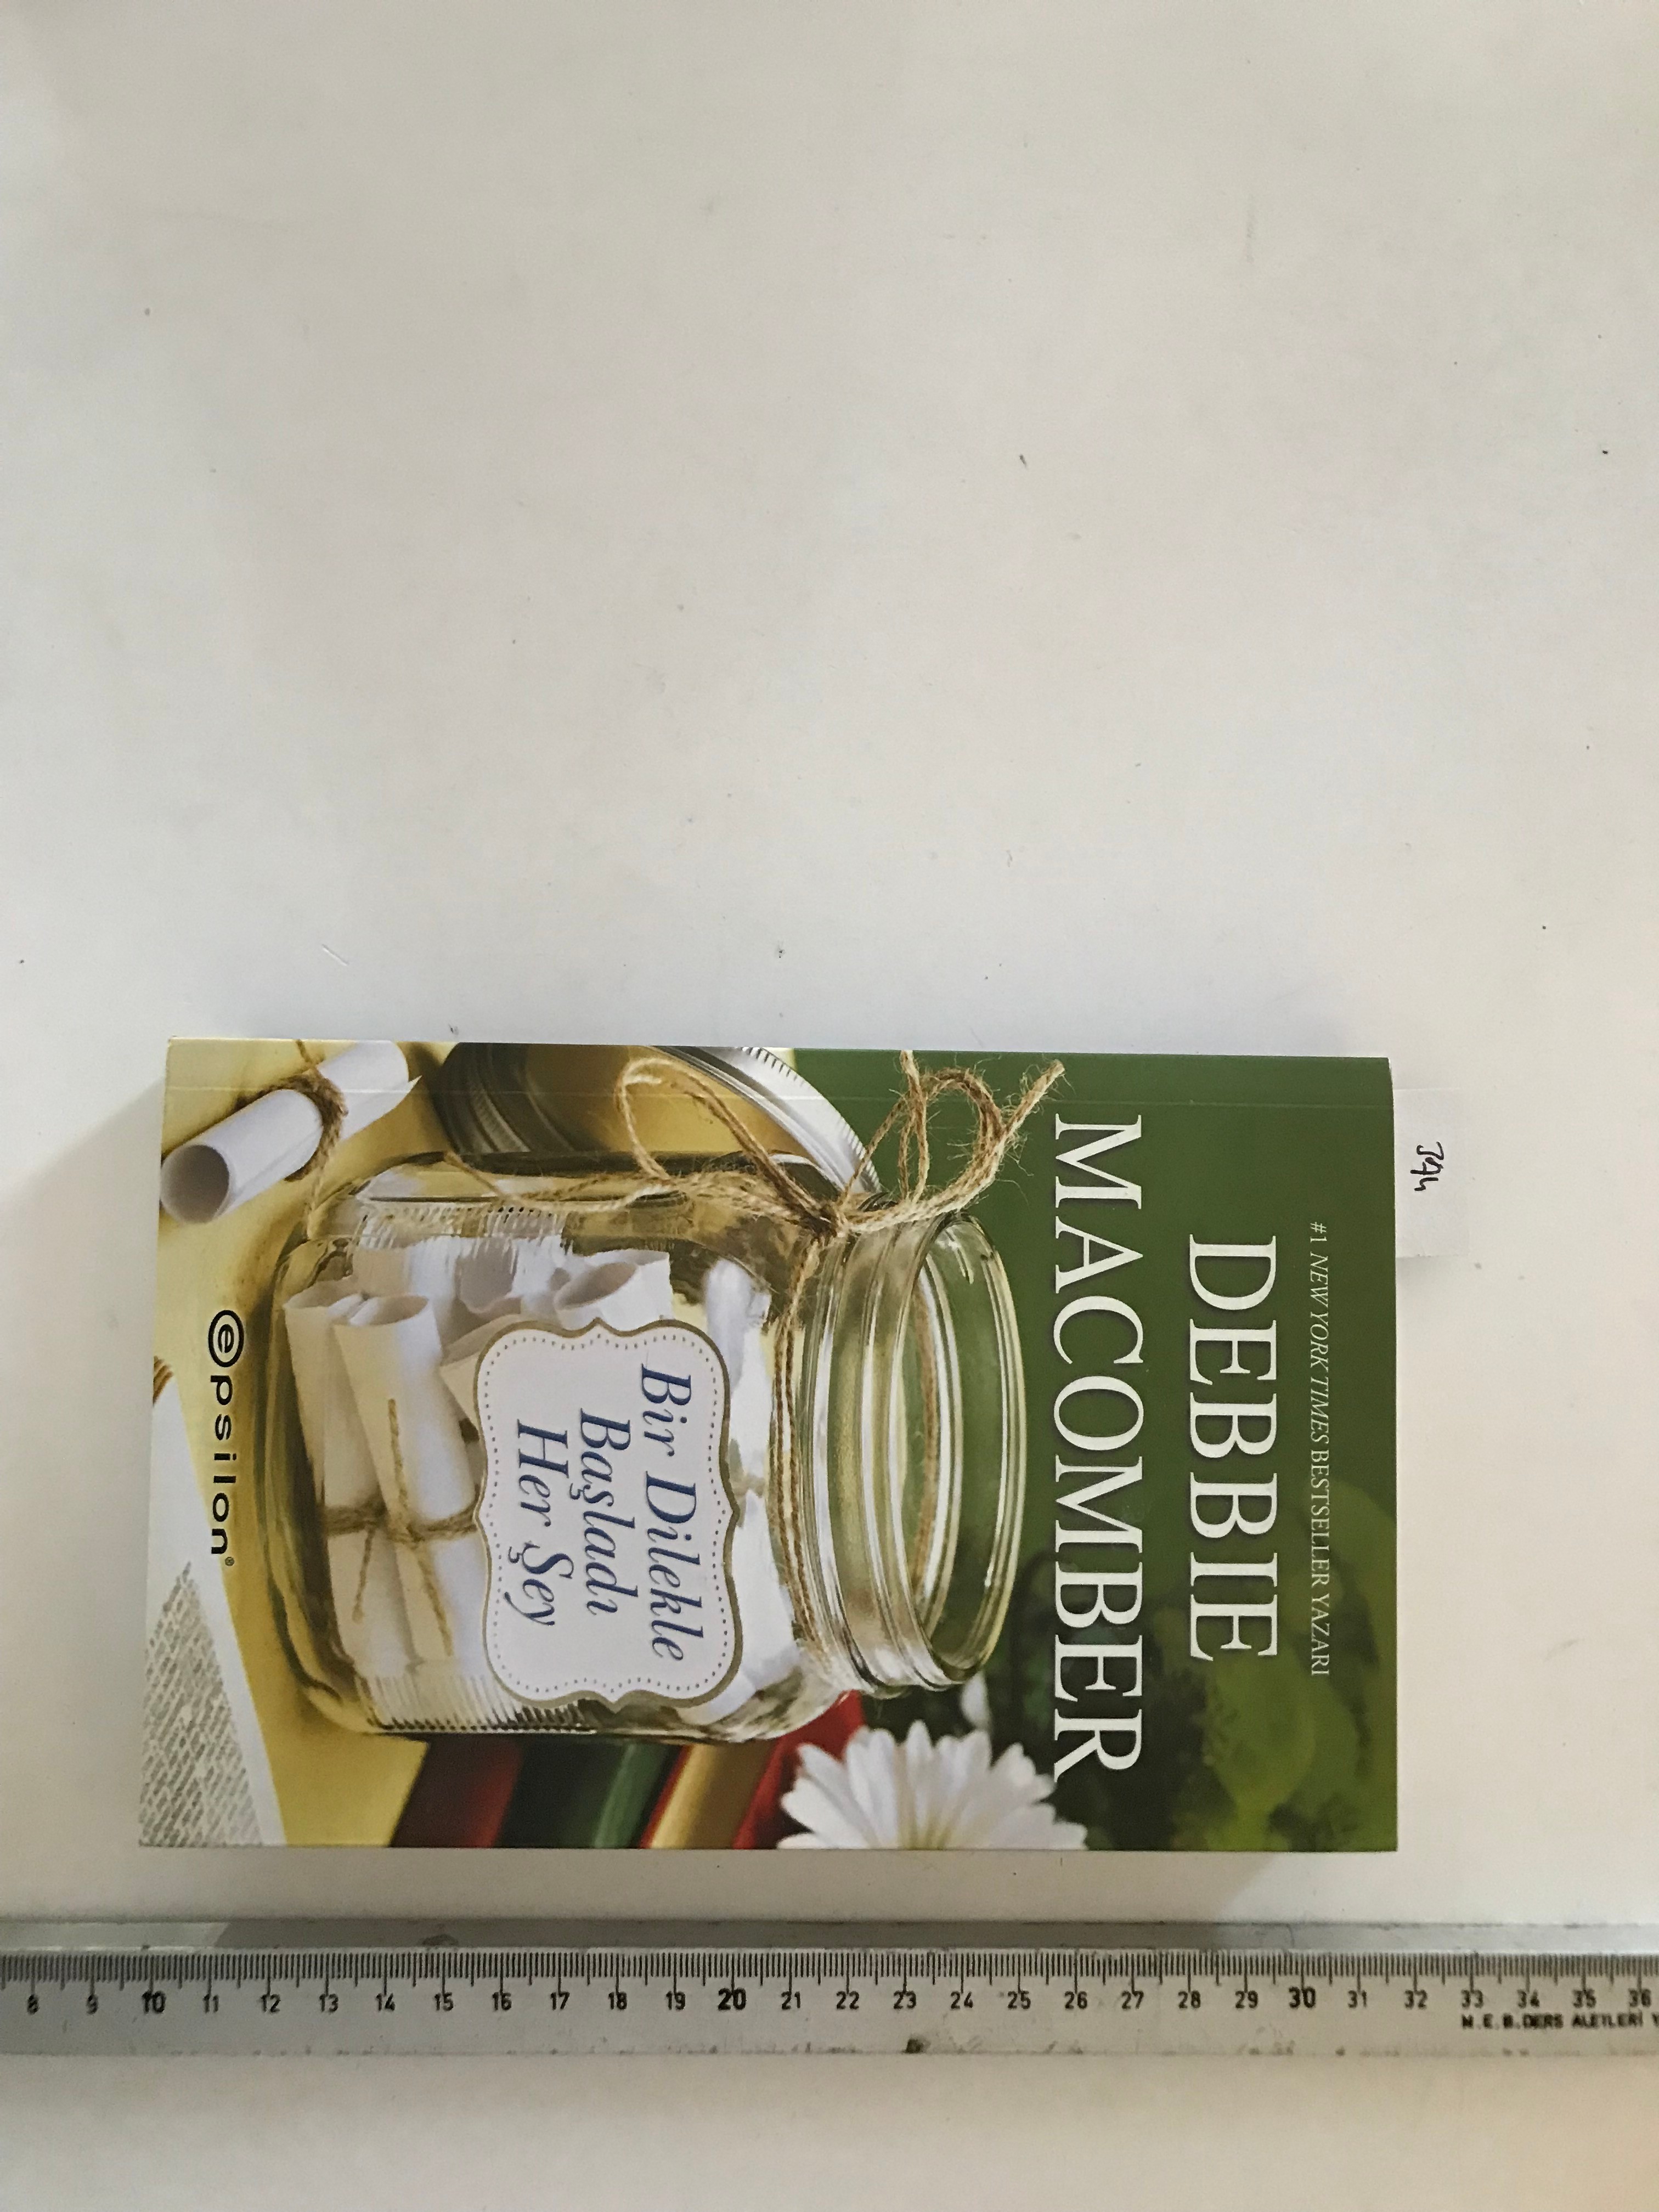 #1 NEW YORK TIMES BESTSELLER YAZARI
DEBBIE
MACOMBER
Bir Dilekle
Başladı
Her Şey
epsilon®
8 9 10 11 12 13 14 15 16 17 18 19 20 21 22 23 24 25 26 27 28 29 30 31 32 33 34 35 36
M.E.B.DERS ALETLERİ Y